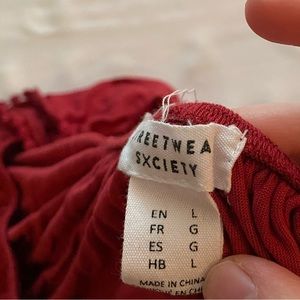 REETWEA
SXCIETY
EN L
FR G
ES G
HB L
MADE IN CHINA